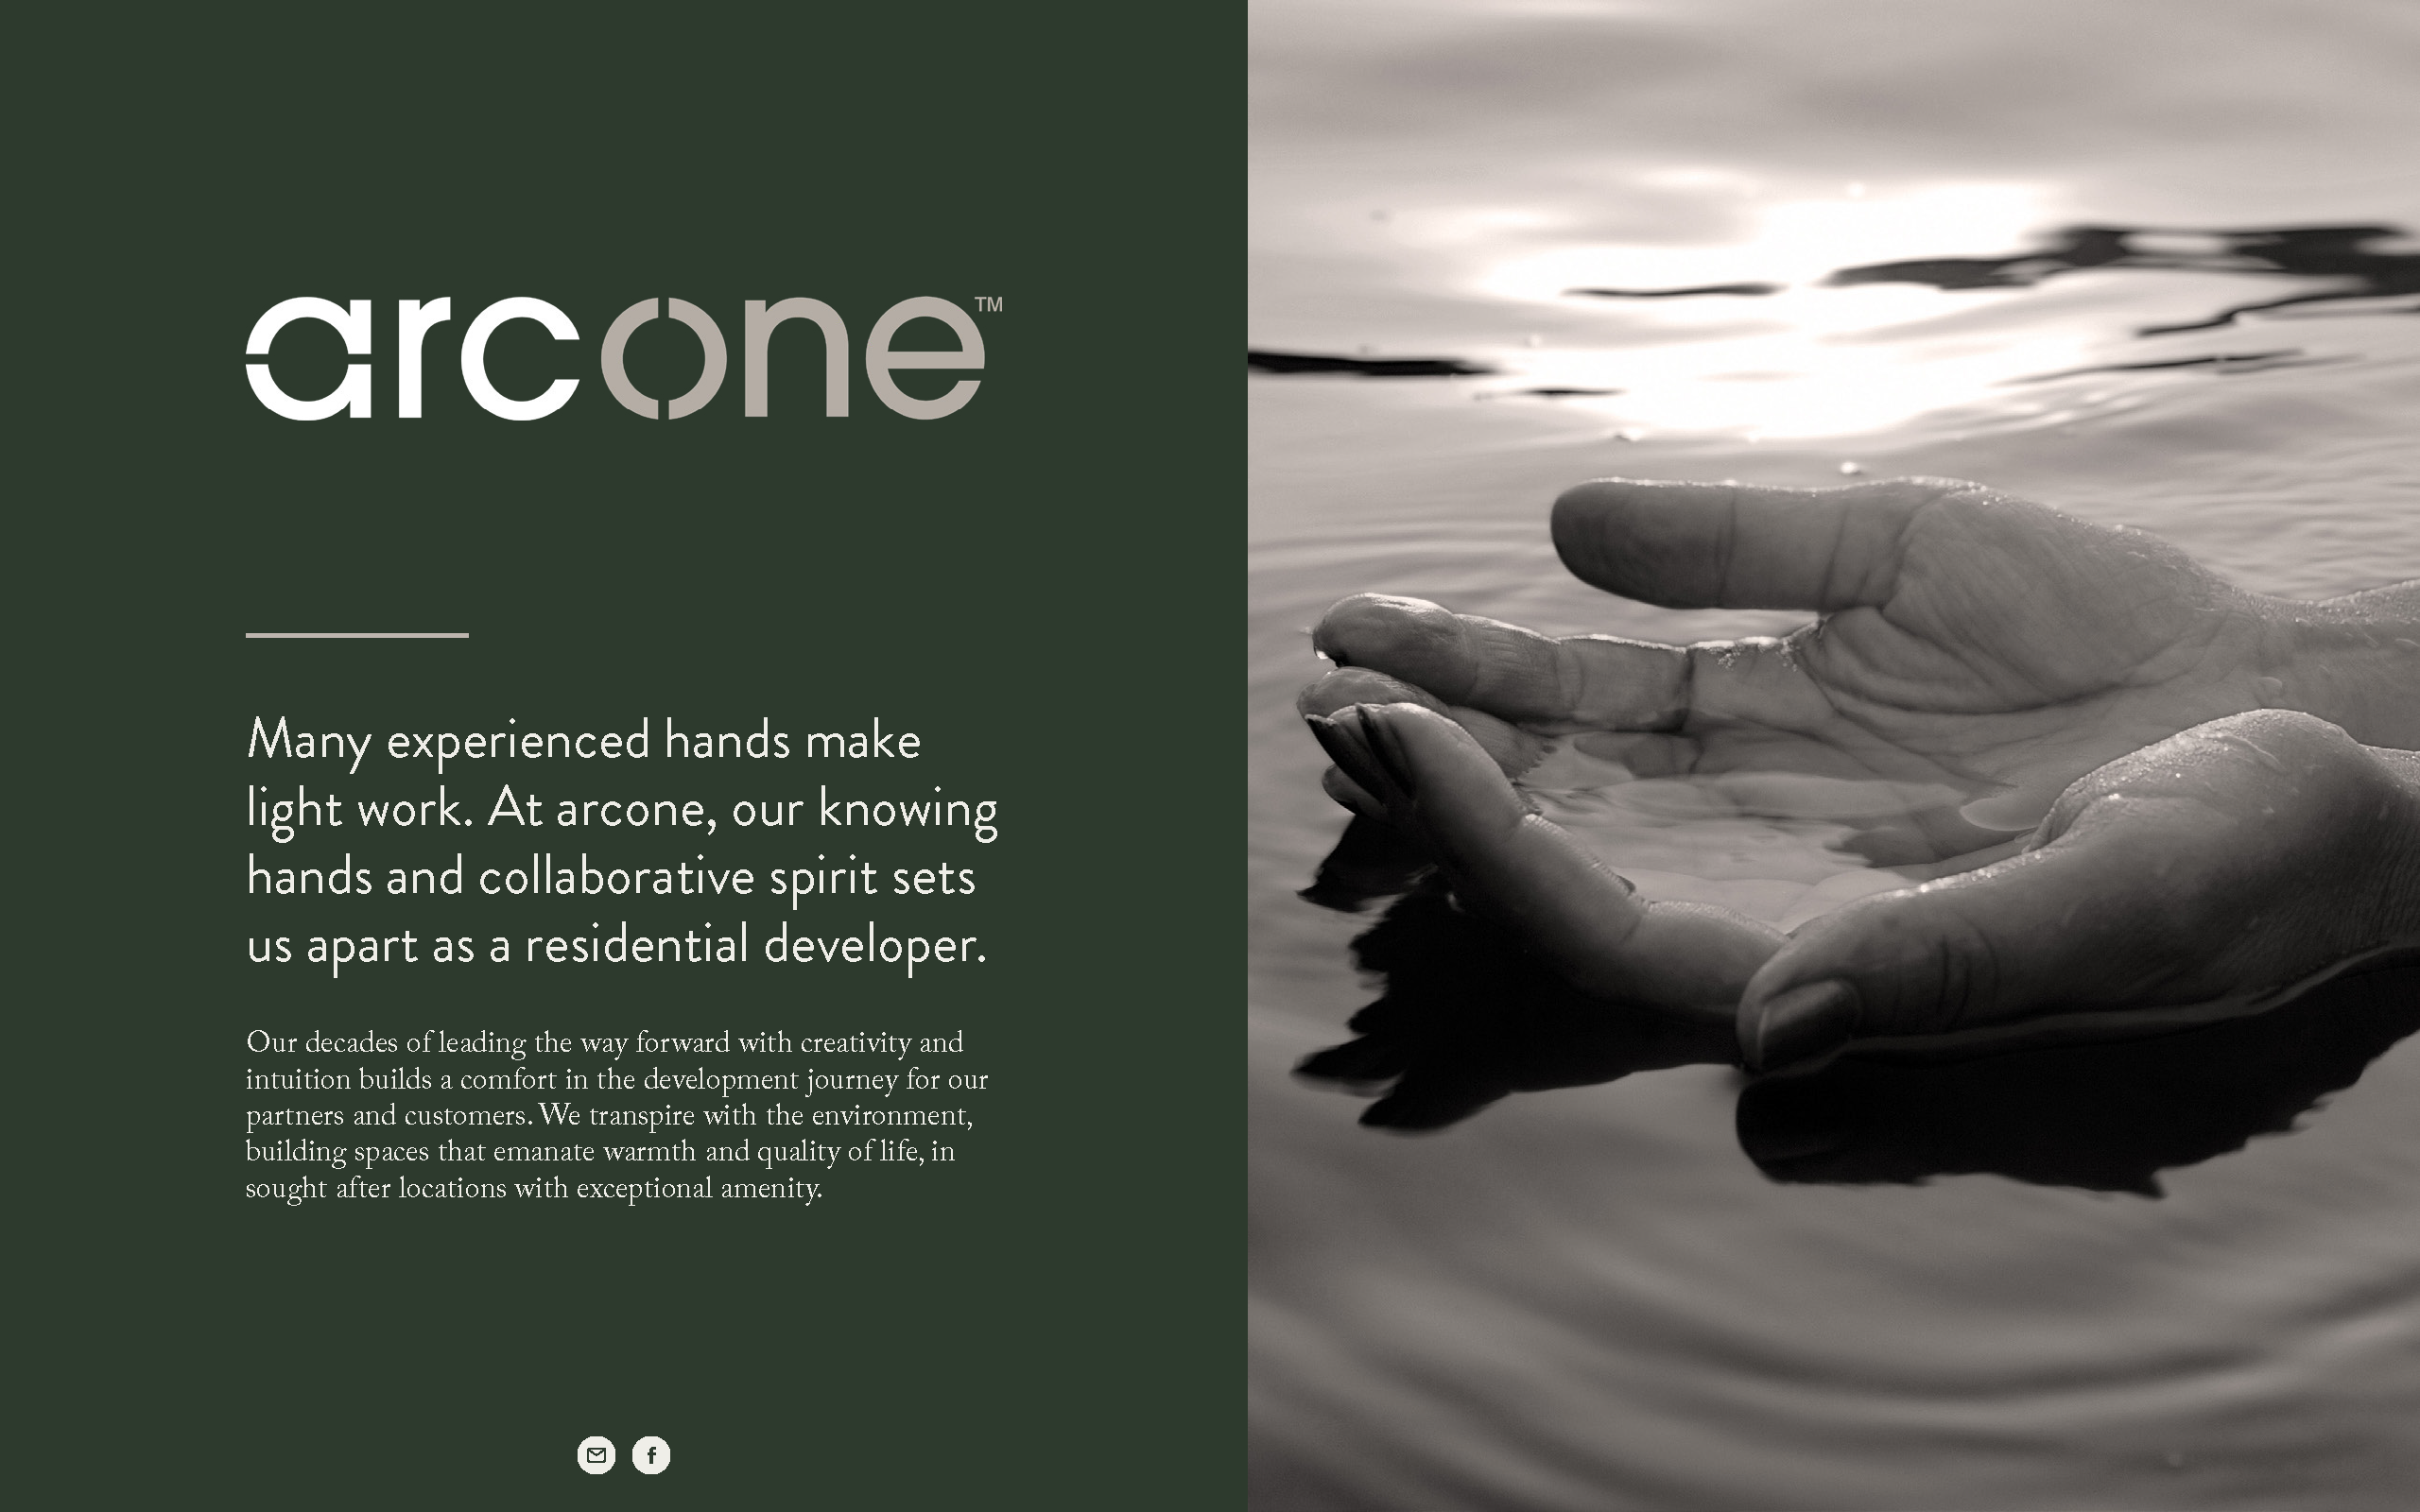 arcone™
Many experienced hands make
light work. At arcone, our knowing
hands and collaborative spirit sets
us apart as a residential developer.
Our decades of leading the way forward with creativity and
intuition builds a comfort in the development journey for our
partners and customers. We transpire with the environment,
building spaces that emanate warmth and quality of life, in
sought after locations with exceptional amenity.
f